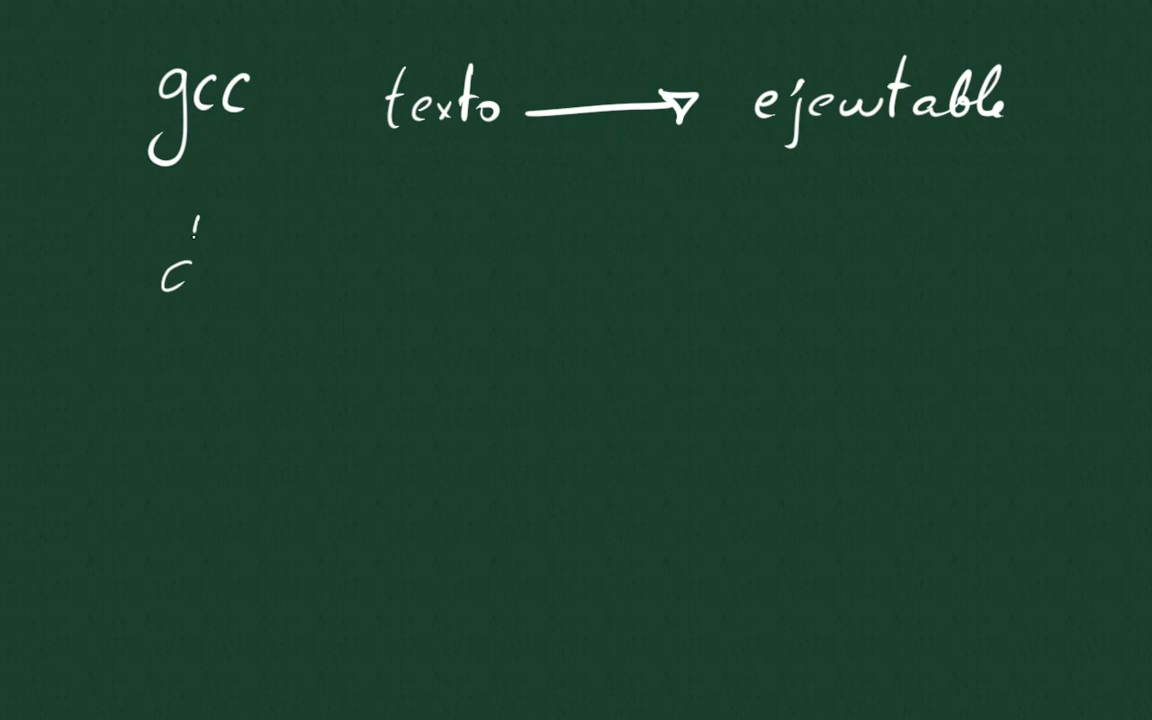 gcc texto → ejecutable
c